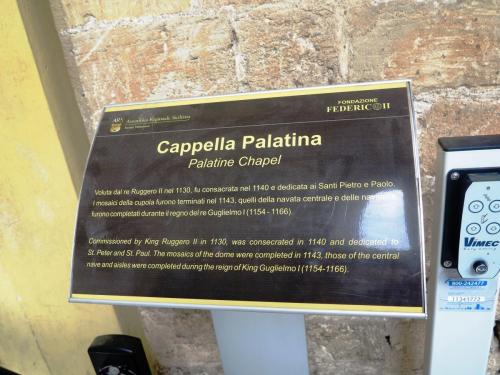 ARS
Assemblea Regionale Siciliana
FONDAZIONE
FEDERICO II
Cappella Palatina
Palatine Chapel
Voluta dal re Ruggero II nel 1130, fu consacrata nel 1140 e dedicata ai Santi Pietro e Paolo.
I mosaici della cupola furono terminati nel 1143, quelli della navata centrale e delle
furono completati durante il regno del re Guglielmo I (1154 - 1166).
Commissioned by King Ruggero II in 1130, was consecrated in 1140 and dedicated to
St. Peter and St. Paul. The mosaics of the dome were completed in 1143, those of the central
nave and aisles were completed during the reign of King Guglielmo I (1154-1166).
VIMEC
800-242477
11343772